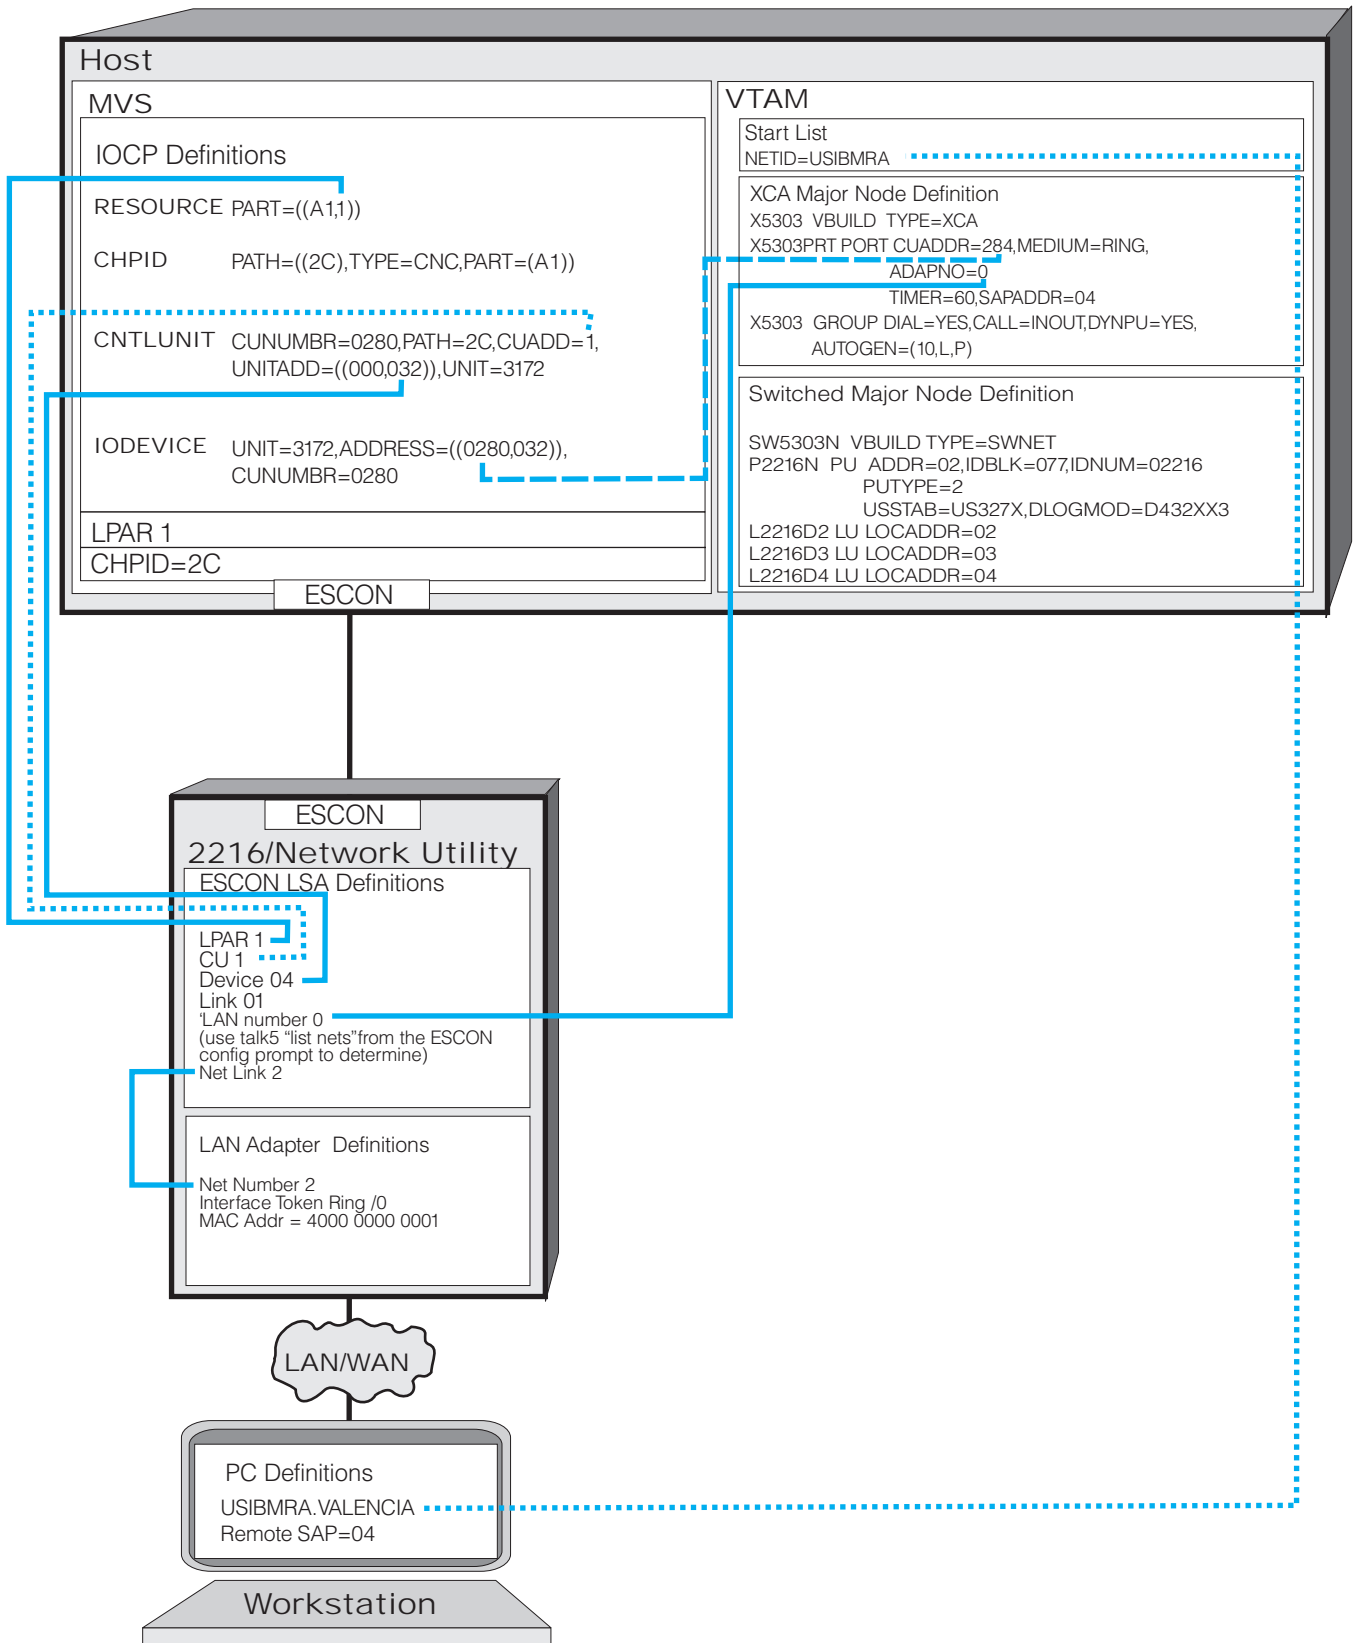 Host
MVS
IOCP Definitions
RESOURCE PART=((A1,1))
CHPID PATH=((2C),TYPE=CNC,PART=(A1))
CNTLUNIT CUNUMBR=0280,PATH=2C,CUADD=1,
UNITADD=((000,032)),UNIT=3172
IODEVICE UNIT=3172,ADDRESS=((0280,032)),
CUNUMBR=0280
LPAR 1
CHPID=2C
ESCON
VTAM
Start List
NETID=USIBMRA
XCA Major Node Definition
X5303 VBUILD TYPE=XCA
X5303PRT PORT CUADDR=284,MEDIUM=RING,
ADAPNO=0
TIMER=60,SAPADDR=04
X5303 GROUP DIAL=YES,CALL=INOUT,DYNPU=YES,
AUTOGEN=(10,L,P)
Switched Major Node Definition
SW5303N VBUILD TYPE=SWNET
P2216N PU ADDR=02,IDBLK=077,IDNUM=02216
PUTYPE=2
USSTAB=US327X,DLOGMOD=D432XX3
L2216D2 LU LOCADDR=02
L2216D3 LU LOCADDR=03
L2216D4 LU LOCADDR=04
ESCON
2216/Network Utility
ESCON LSA Definitions
LPAR 1
CU 1
Device 04
Link 01
'LAN number 0
(use talk5 “list nets”from the ESCON
config prompt to determine)
Net Link 2
LAN Adapter Definitions
Net Number 2
Interface Token Ring /0
MAC Addr = 4000 0000 0001
LAN/WAN
PC Definitions
USIBMRA.VALENCIA
Remote SAP=04
Workstation